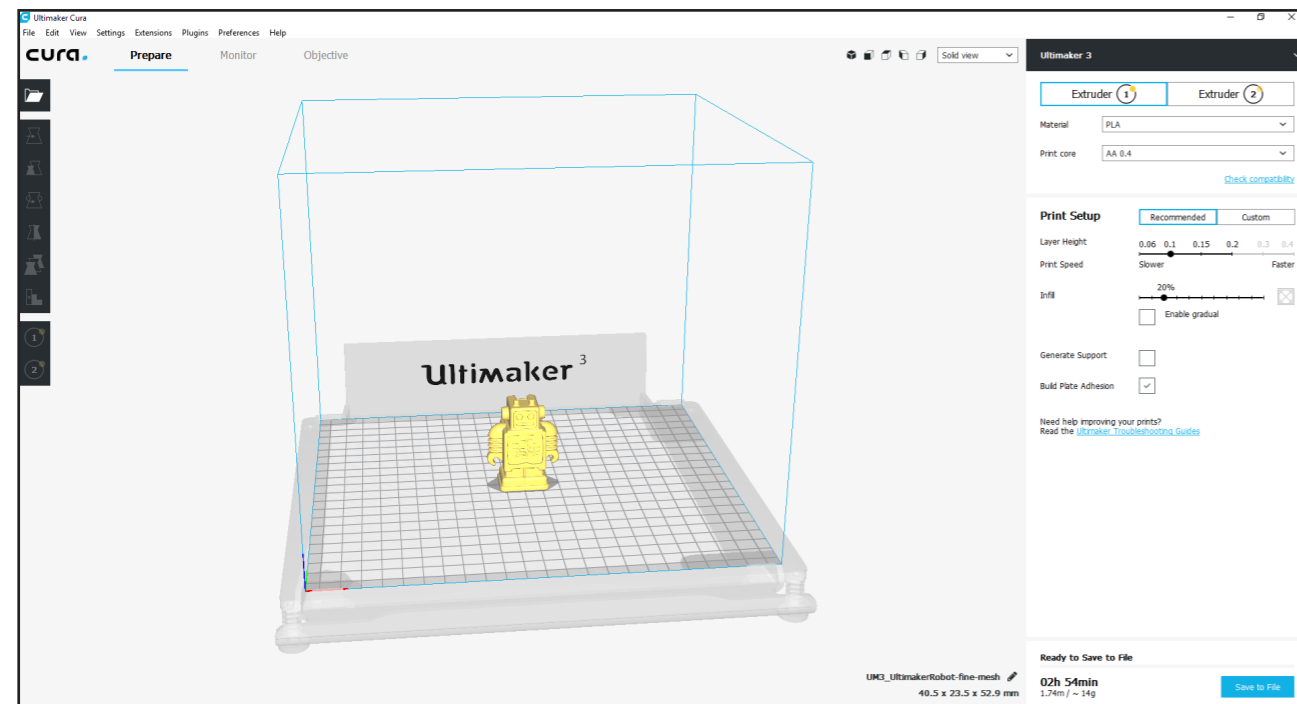 Ultimaker Cura
File Edit View Settings Extensions Plugins Preferences Help
cura. Prepare Monitor Objective Solid view
Ultimaker 3
Extruder 1 Extruder 2
Material PLA
Print core AA 0.4
Check compatibility
Print Setup Recommended Custom
Layer Height 0.06 0.1 0.15 0.2 0.3 0.4
Print Speed Slower Faster
20%
Infill
Enable gradual
1
2
Ultimaker 3
Generate Support
Build Plate Adhesion
Need help improving your prints?
Read the Ultimaker Troubleshooting Guides
Ready to Save to File
UM3_UltimakerRobot-fine-mesh
40.5 x 23.5 x 52.9 mm
02h 54min
1.74m / ~ 14g
Save to File